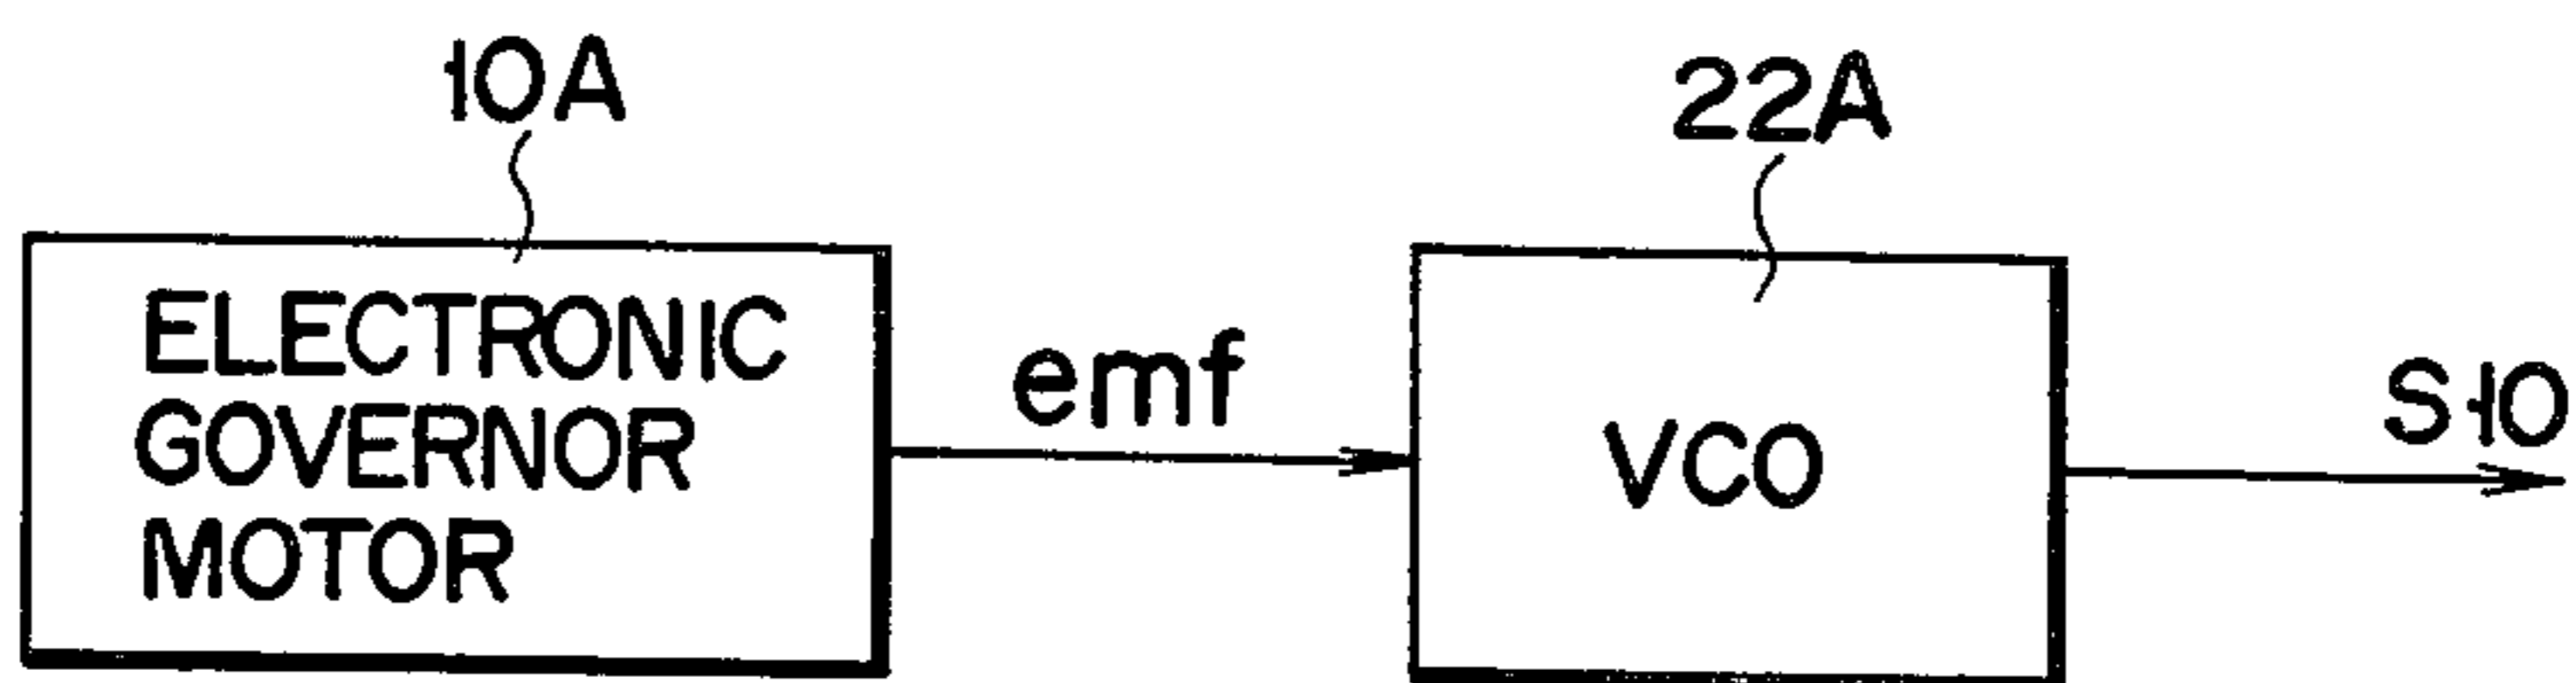 10A
22A
ELECTRONIC
GOVERNOR
MOTOR
emf
VCO
S10